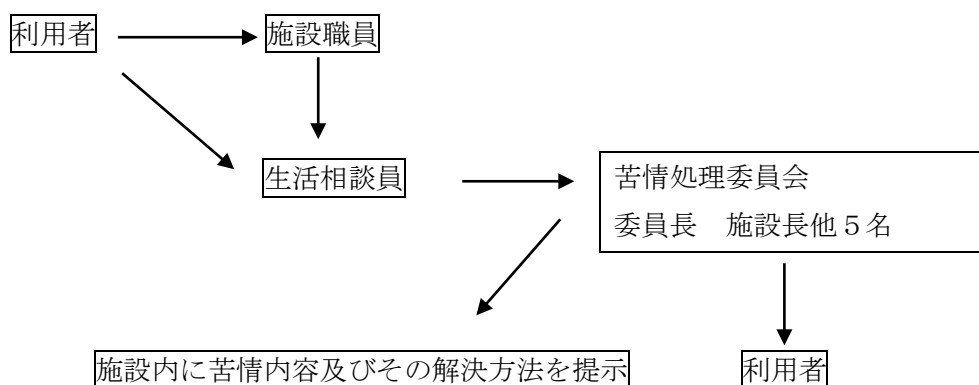 利用者
施設職員
生活相談員
苦情処理委員会
委員長　施設長他５名
施設内に苦情内容及びその解決方法を提示
利用者